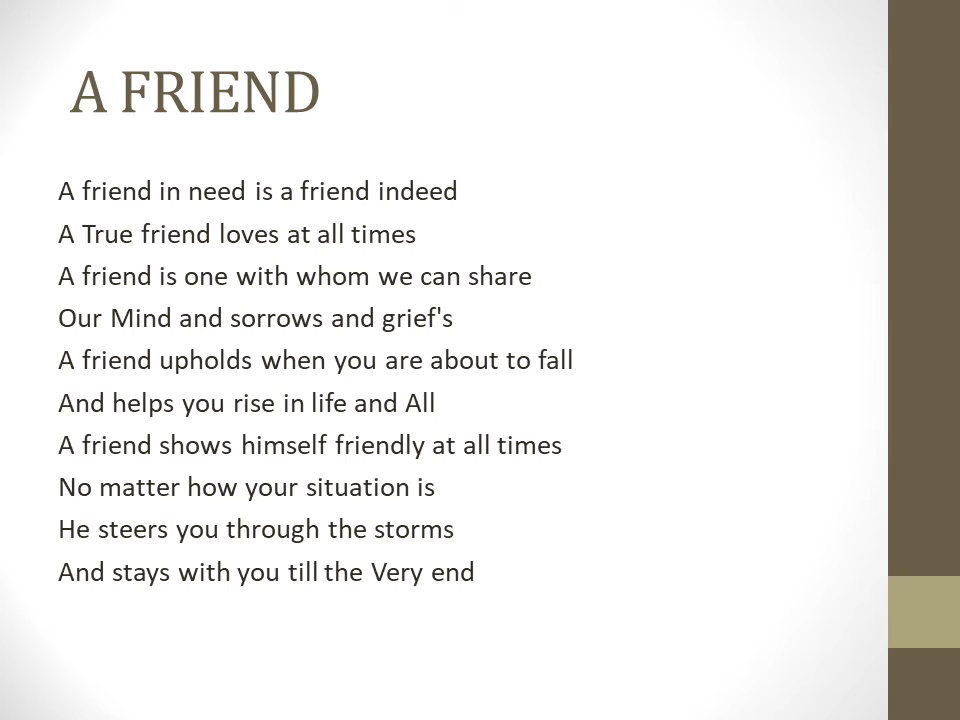 A FRIEND
A friend in need is a friend indeed
A True friend loves at all times
A friend is one with whom we can share
Our Mind and sorrows and grief's
A friend upholds when you are about to fall
And helps you rise in life and All
A friend shows himself friendly at all times
No matter how your situation is
He steers you through the storms
And stays with you till the Very end